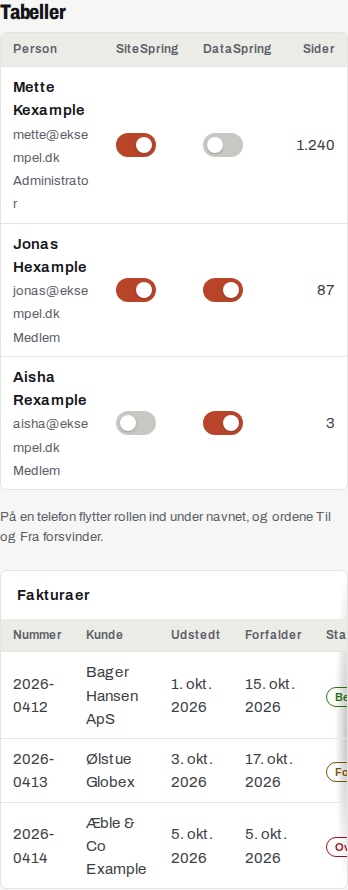 Tabeller
Person SiteSpring DataSpring Sider
Mette
Kexample
mette@ekse
mpel.dk
Administrato
r
1.240
Jonas
Hexample
jonas@ekse
mpel.dk
Medlem
87
Aisha
Rexample
aisha@ekse
mpel.dk
Medlem
3
På en telefon flytter rollen ind under navnet, og ordene Til
og Fra forsvinder.
Fakturaer
Nummer Kunde Udstedt Forfalder Sta
2026-
0412
Bager
Hansen
ApS
1. okt.
2026
15. okt.
2026
Be
2026-
0413
Ølstue
Globex
3. okt.
2026
17. okt.
2026
Fo
2026-
0414
Æble &
Co
Example
5. okt.
2026
5. okt.
2026
Ov